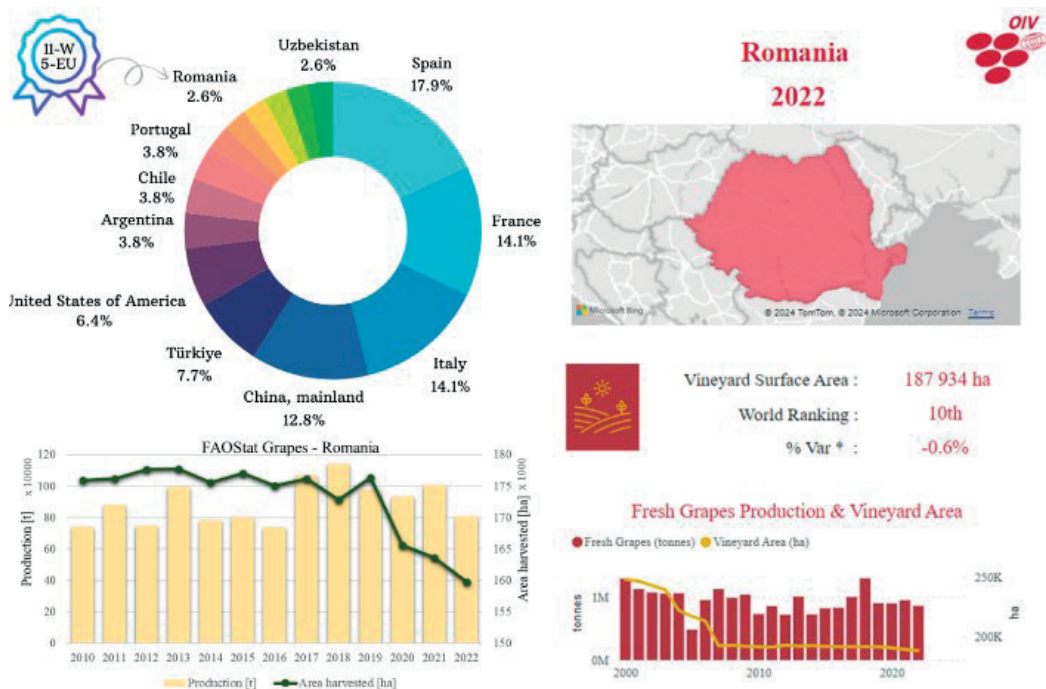 11-W
5-EU
Uzbekistan
2.6%
Spain
17.9%
Romania
2.6%
Portugal
3.8%
Chile
3.8%
Argentina
3.8%
France
14.1%
United States of America
6.4%
Türkiye
7.7%
China, mainland
12.8%
Italy
14.1%
FAOStat Grapes - Romania
x 10000
Production [t]
120
100
80
60
40
20
0
180
175
170
165
160
155
150
x 1000
Area harvested [ha]
2010 2011 2012 2013 2014 2015 2016 2017 2018 2019 2020 2021 2022
Production [t] Area harvested [ha]
OIV
Romania
2022
Microsoft Bing
© 2024 TomTom, © 2024 Microsoft Corporation Terms
Vineyard Surface Area : 187 934 ha
World Ranking : 10th
% Var * : -0.6%
Fresh Grapes Production & Vineyard Area
Fresh Grapes (tonnes) Vineyard Area (ha)
tonnes
1M
0M
250K
200K
ha
2000 2010 2020